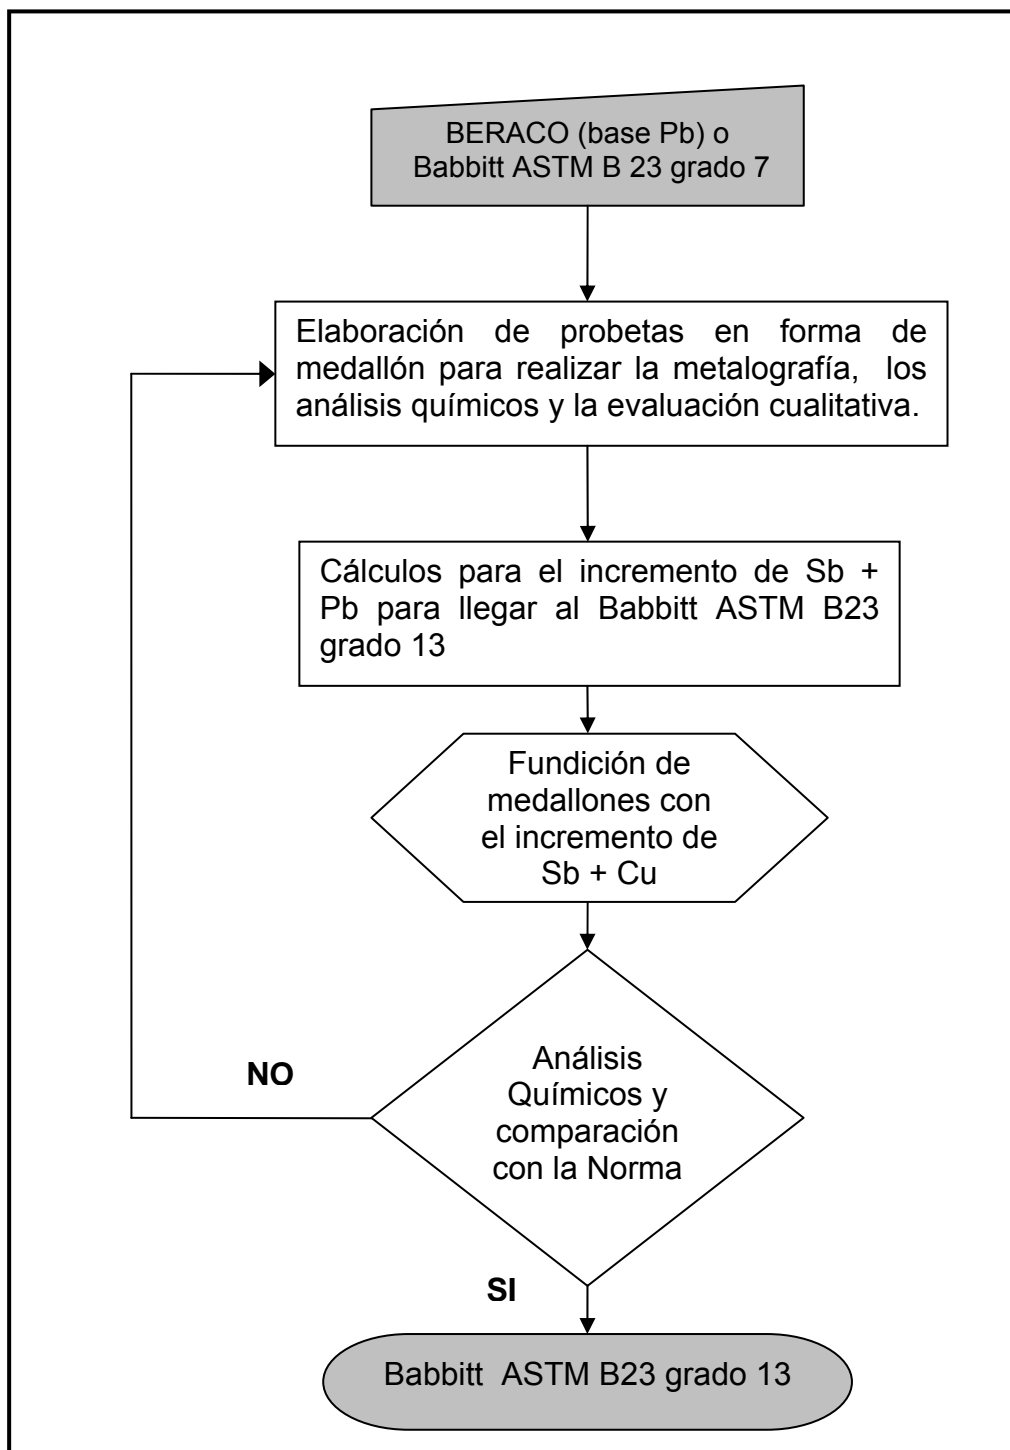 BERACO (base Pb) o
Babbitt ASTM B 23 grado 7
Elaboración de probetas en forma de
medallón para realizar la metalografía, los
análisis químicos y la evaluación cualitativa.
Cálculos para el incremento de Sb +
Pb para llegar al Babbitt ASTM B23
grado 13
Fundición de
medallones con
el incremento de
Sb + Cu
Análisis
Químicos y
comparación
con la Norma
NO
SI
Babbitt ASTM B23 grado 13